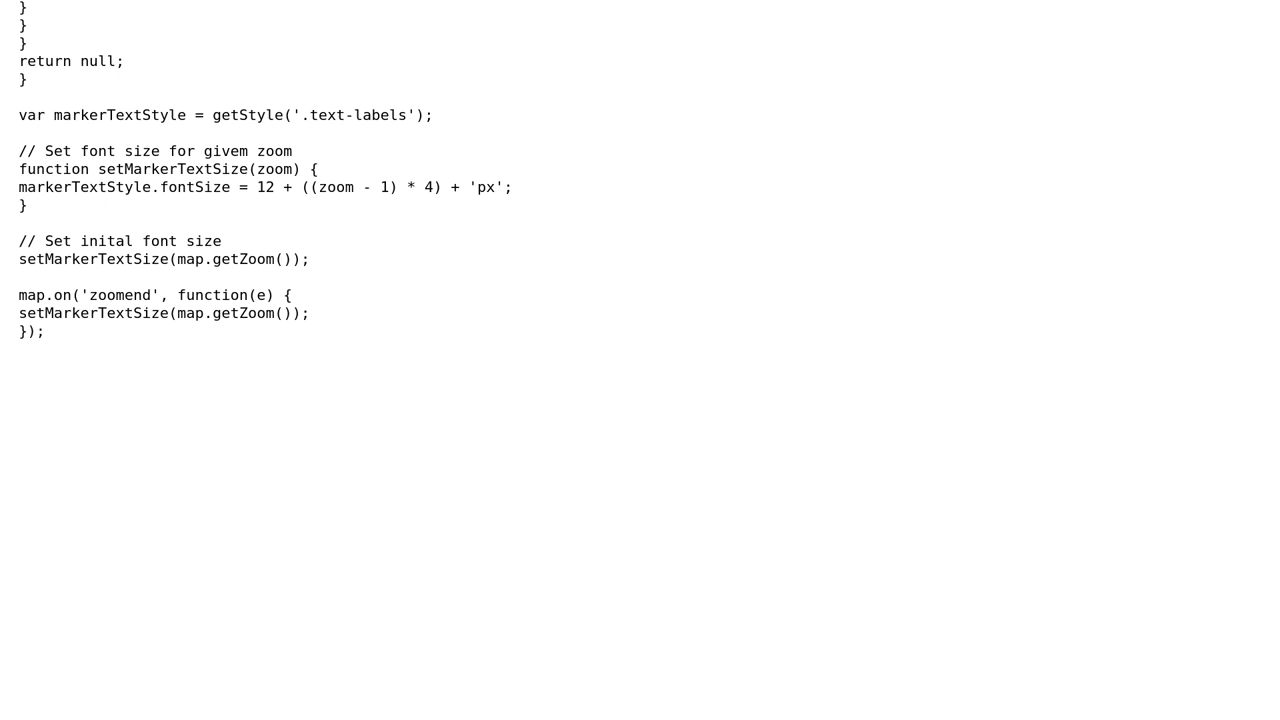 }
}
}
return null;
}
var markerTextStyle = getStyle('.text-labels');
// Set font size for givem zoom
function setMarkerTextSize(zoom) {
markerTextStyle.fontSize = 12 + ((zoom - 1) * 4) + 'px';
}
// Set inital font size
setMarkerTextSize(map.getZoom());
map.on('zoomend', function(e) {
setMarkerTextSize(map.getZoom());
});